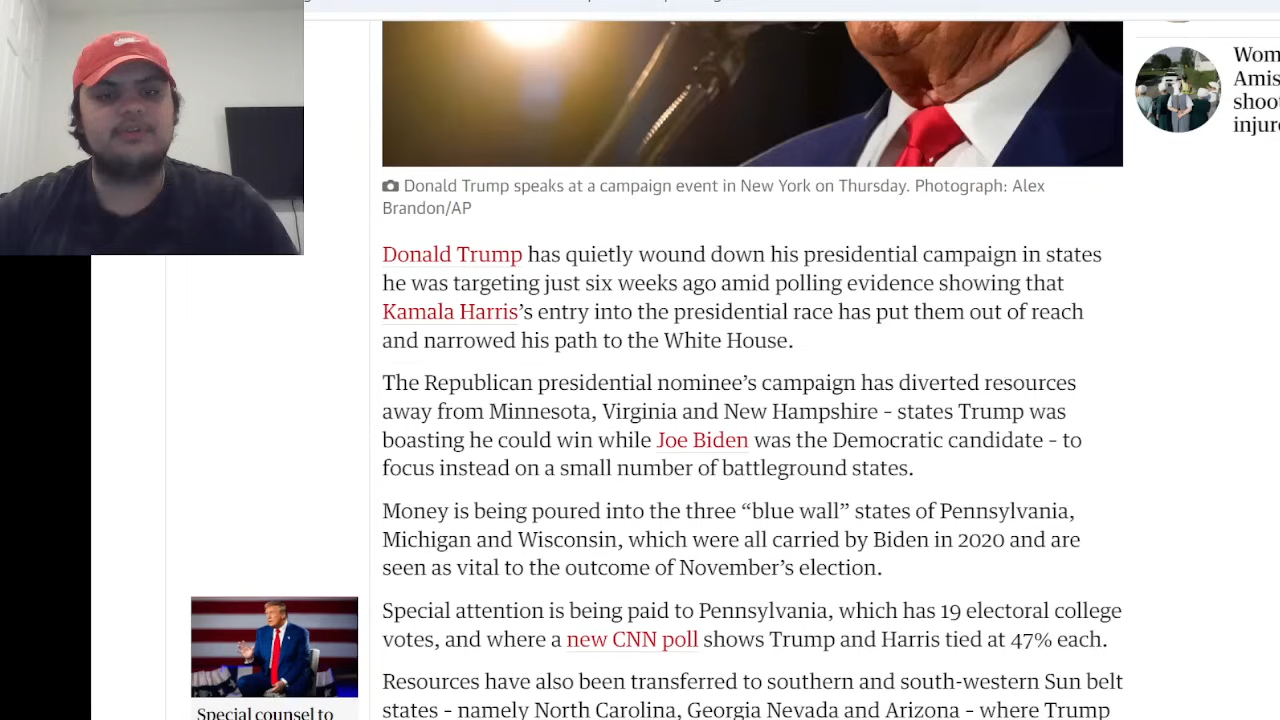 Donald Trump speaks at a campaign event in New York on Thursday. Photograph: Alex
Brandon/AP
Donald Trump has quietly wound down his presidential campaign in states
he was targeting just six weeks ago amid polling evidence showing that
Kamala Harris’s entry into the presidential race has put them out of reach
and narrowed his path to the White House.
The Republican presidential nominee’s campaign has diverted resources
away from Minnesota, Virginia and New Hampshire – states Trump was
boasting he could win while Joe Biden was the Democratic candidate – to
focus instead on a small number of battleground states.
Money is being poured into the three “blue wall” states of Pennsylvania,
Michigan and Wisconsin, which were all carried by Biden in 2020 and are
seen as vital to the outcome of November’s election.
Special attention is being paid to Pennsylvania, which has 19 electoral college
votes, and where a new CNN poll shows Trump and Harris tied at 47% each.
Resources have also been transferred to southern and south-western Sun belt
states – namely North Carolina, Georgia Nevada and Arizona – where Trump
Special counsel to
Wom
Amis
shoot
injure